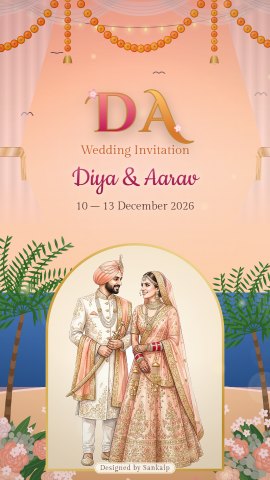 DA
Wedding Invitation
Diya & Aarav
10 — 13 December 2026
Designed by Sankalp